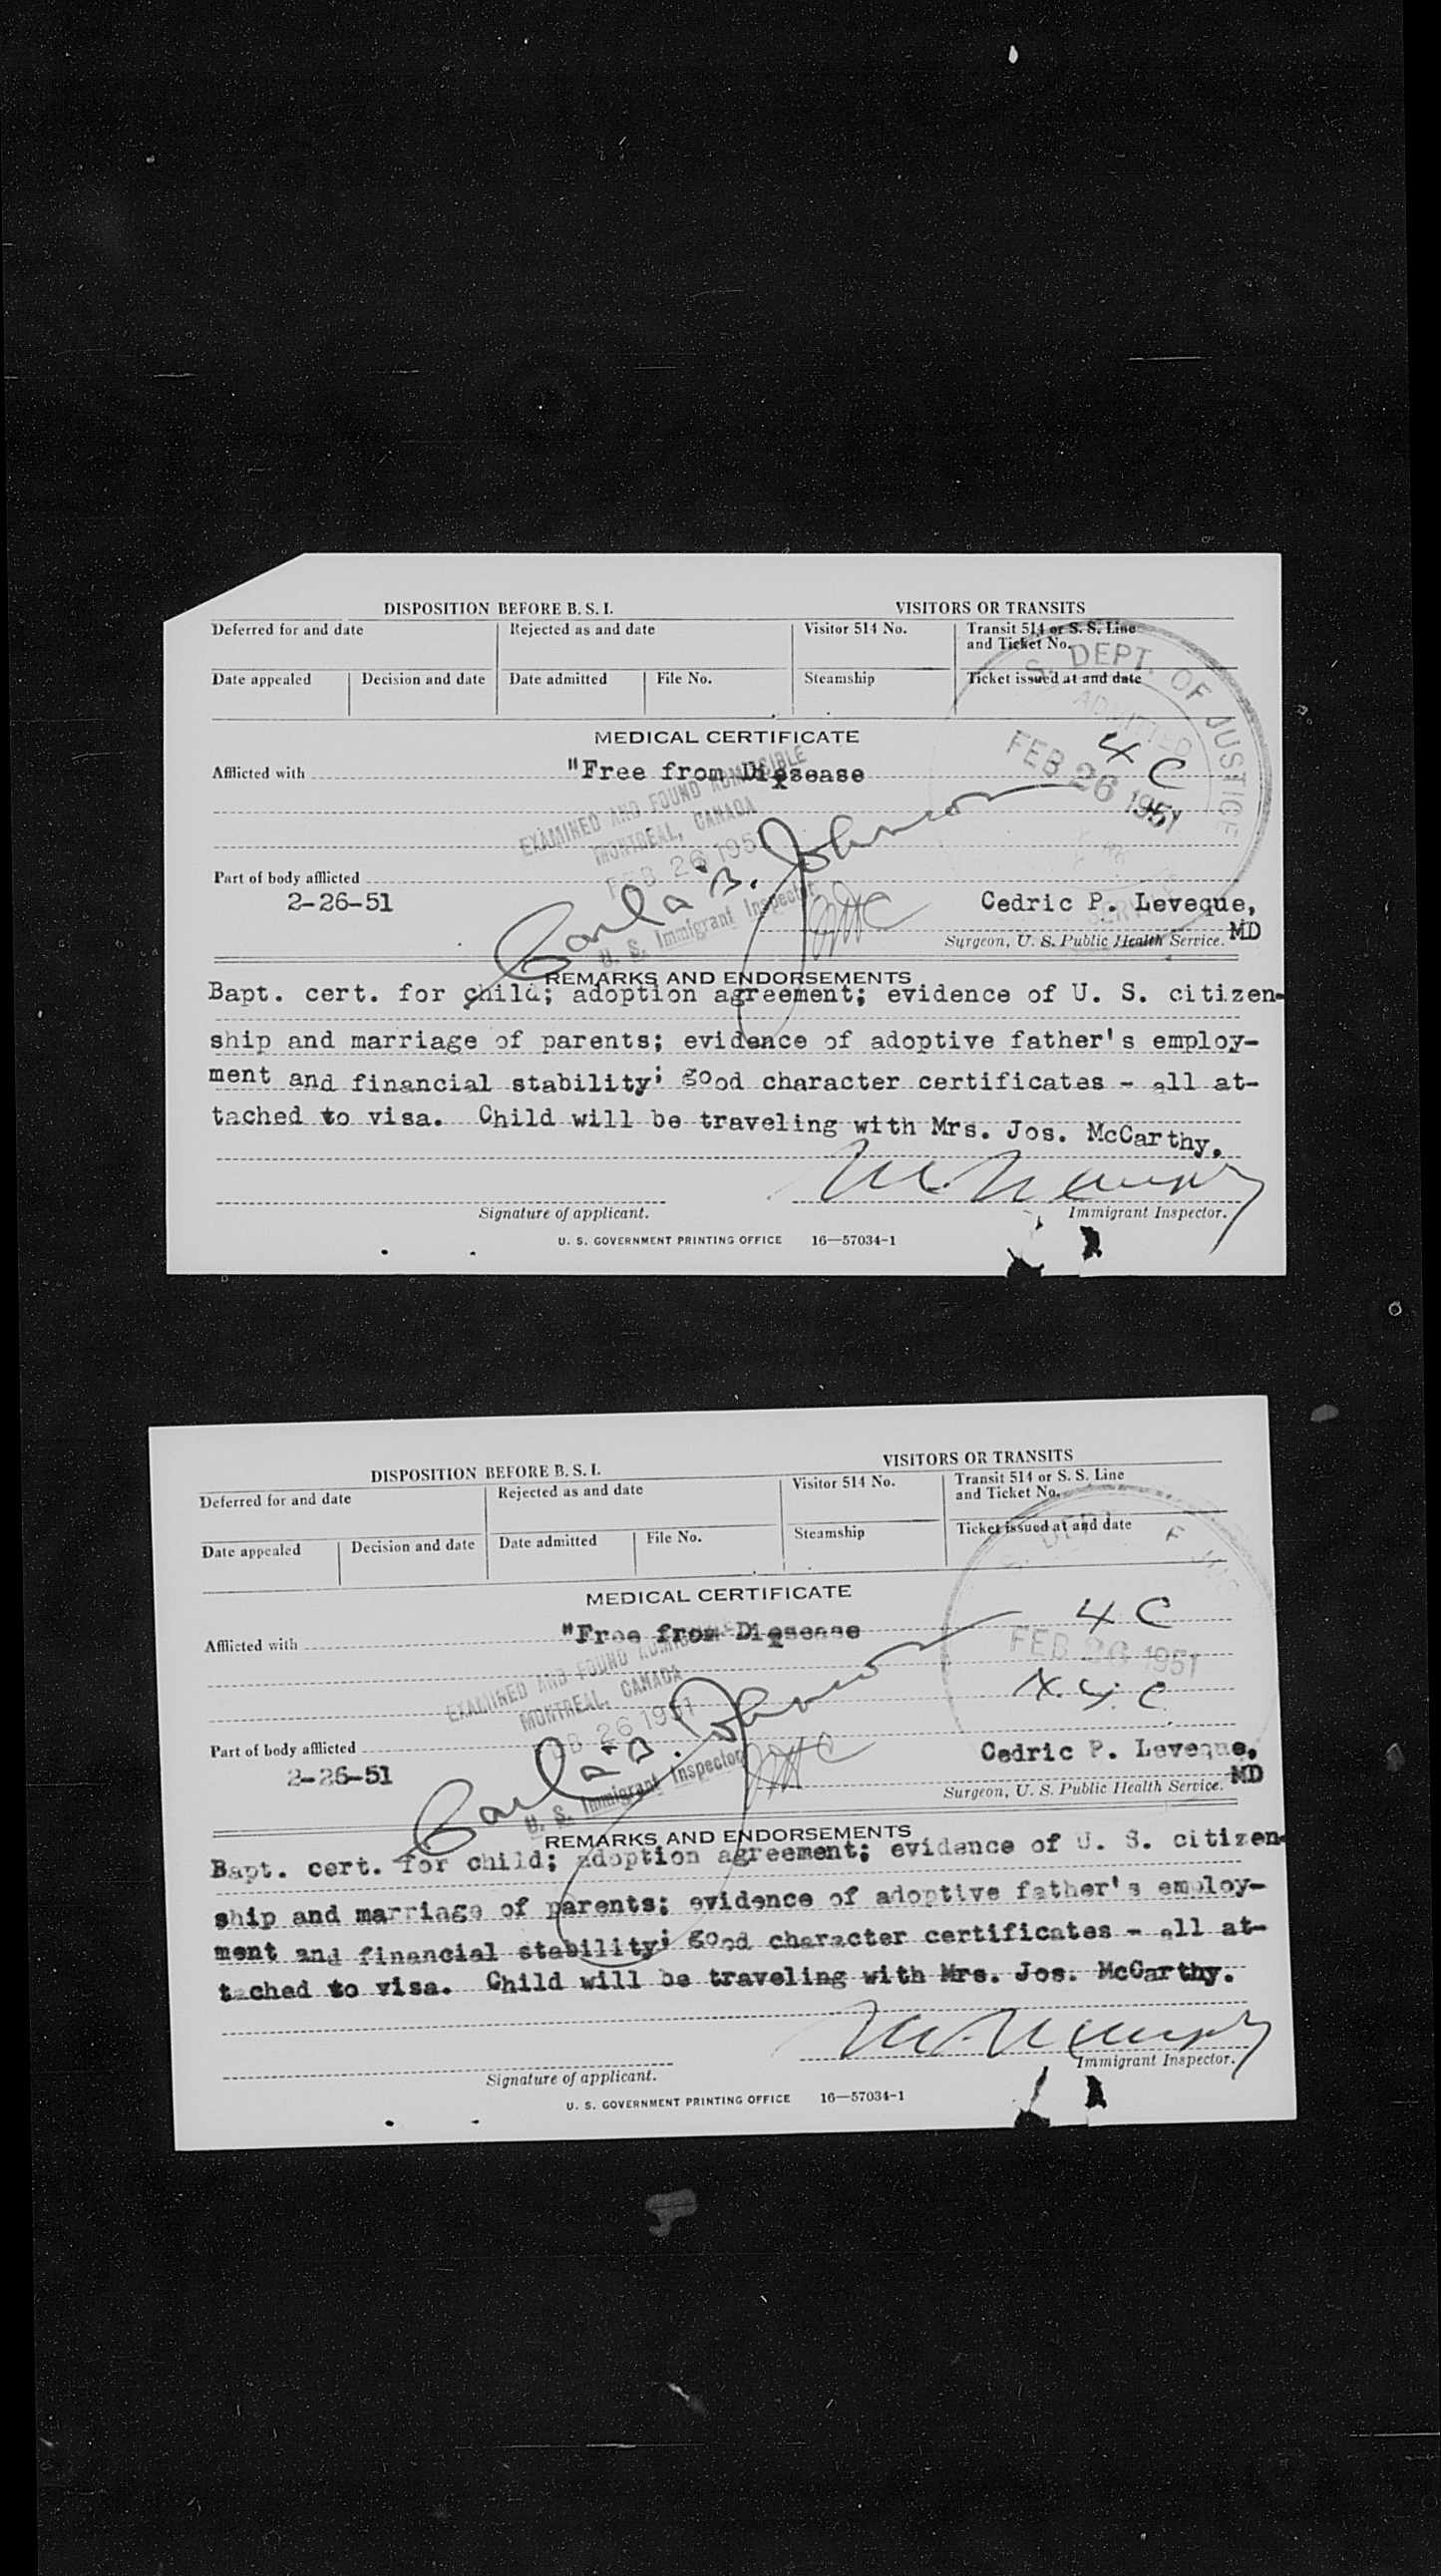 DISPOSITION BEFORE B. S. I.
VISITORS OR TRANSITS
Deferred for and date
Rejected as and date
Visitor 514 No.
Transit 514 or S. S. Line
and Ticket No.
Date appealed
Decision and date
Date admitted
File No.
Steamship
Ticket issued at and date
S. DEPT. OF JUSTICE
ADMITTED
FEB 26 1951
4 C
MEDICAL CERTIFICATE
Afflicted with "Free from Diesease
EXAMINED AND FOUND ADMISSIBLE
MONTREAL, CANADA
FEB 26 195
U. S. Immigrant Inspector
Carla B. Johnson
Part of body afflicted
2-26-51
Cedric P. Leveque,
MD
Surgeon, U. S. Public Health Service.
REMARKS AND ENDORSEMENTS
Bapt. cert. for child; adoption agreement; evidence of U. S. citizen-
ship and marriage of parents; evidence of adoptive father's employ-
ment and financial stability; good character certificates - all at-
tached to visa. Child will be traveling with Mrs. Jos. McCarthy.
Signature of applicant.
Immigrant Inspector.
U. S. GOVERNMENT PRINTING OFFICE 16—57034-1
DISPOSITION BEFORE B. S. I.
VISITORS OR TRANSITS
Deferred for and date
Rejected as and date
Visitor 514 No.
Transit 514 or S. S. Line
and Ticket No.
Date appealed
Decision and date
Date admitted
File No.
Steamship
Ticket issued at and date
MEDICAL CERTIFICATE
4 C
Afflicted with "Free from Diesease
FEB 26 1951
EXAMINED AND FOUND
MONTREAL, CANADA
26 1951
U. S. Immigrant Inspector
Carla B. Johnson
N.Y.C.
Part of body afflicted
2-26-51
Cedric P. Leveque,
MD
Surgeon, U. S. Public Health Service.
REMARKS AND ENDORSEMENTS
Bapt. cert. for child; adoption agreement; evidence of U. S. citizen-
ship and marriage of parents; evidence of adoptive father's employ-
ment and financial stability; good character certificates - all at-
tached to visa. Child will be traveling with Mrs. Jos. McCarthy.
Signature of applicant.
Immigrant Inspector.
U. S. GOVERNMENT PRINTING OFFICE 16—57034-1